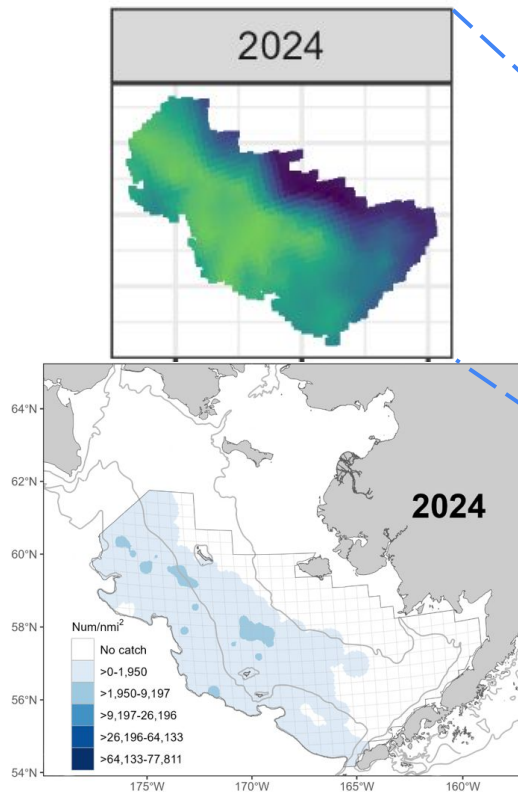 2024
64°N
62°N
2024
60°N
58°N
56°N
54°N
Num/nmi²
No catch
>0-1,950
>1,950-9,197
>9,197-26,196
>26,196-64,133
>64,133-77,811
175°W
170°W
165°W
160°W